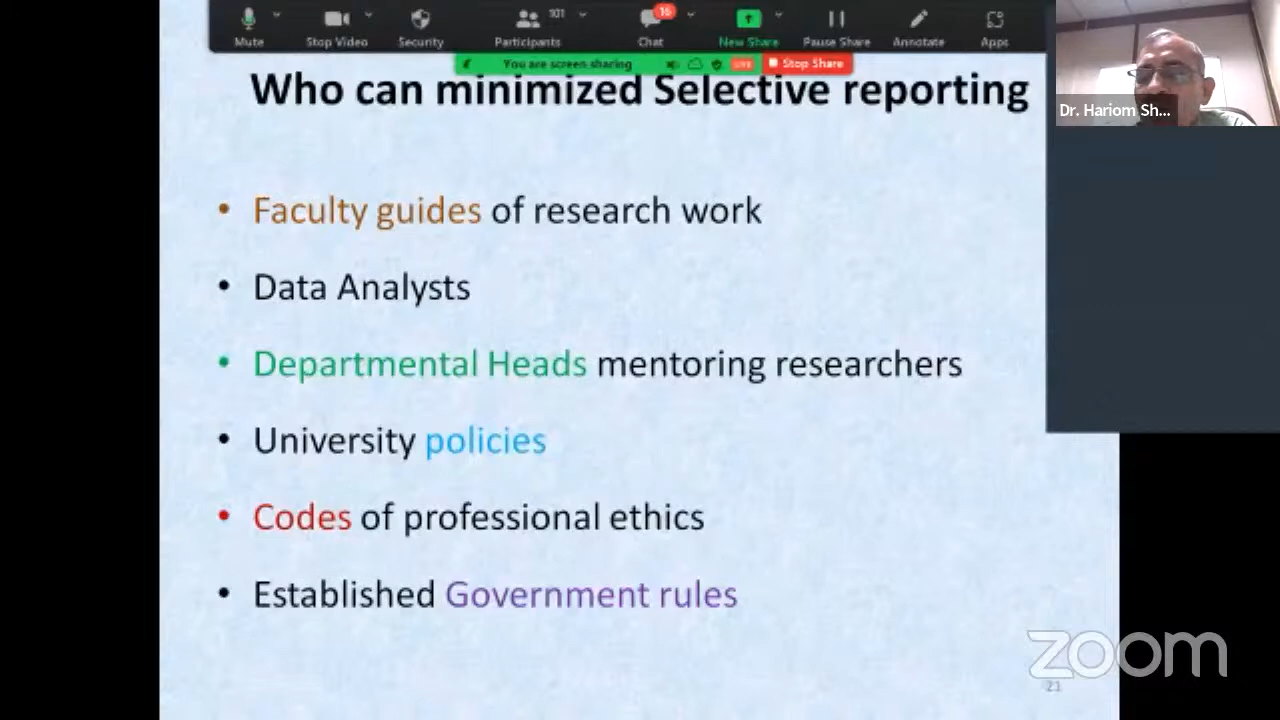 101
16
Mute
Stop Video
Security
Participants
Chat
New Share
Pause Share
Annotate
Apps
You are screen sharing
LIVE
Stop Share
Dr. Hariom Sh...
Who can minimized Selective reporting
• Faculty guides of research work
• Data Analysts
• Departmental Heads mentoring researchers
• University policies
• Codes of professional ethics
• Established Government rules
zoom
21